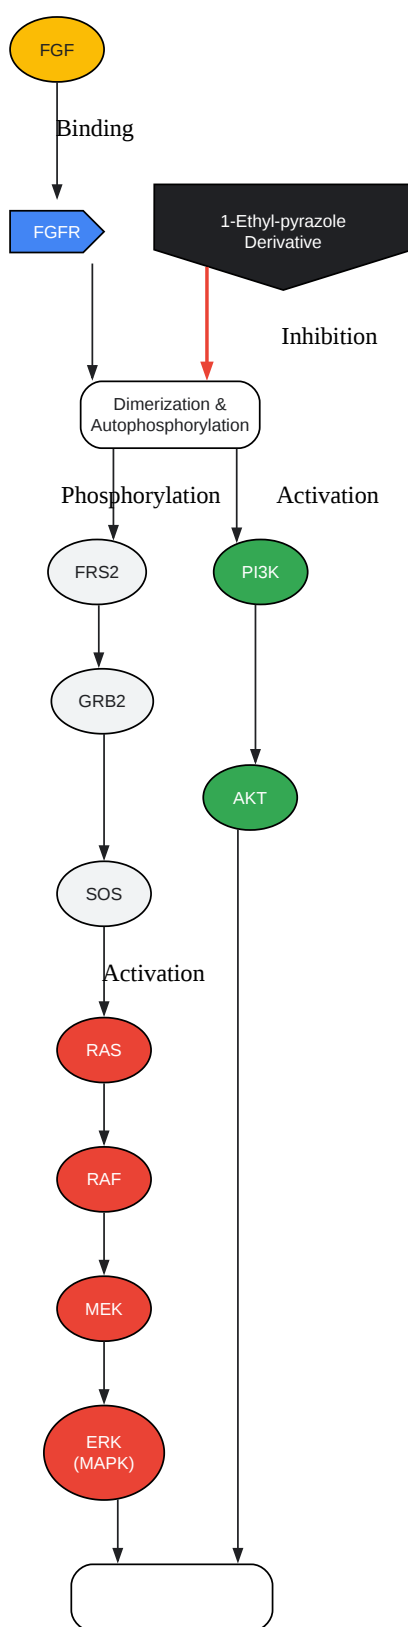 FGF
Binding
FGFR
1-Ethyl-pyrazole
Derivative
Inhibition
Dimerization &
Autophosphorylation
Phosphorylation
Activation
FRS2
PI3K
GRB2
AKT
SOS
Activation
RAS
RAF
MEK
ERK
(MAPK)